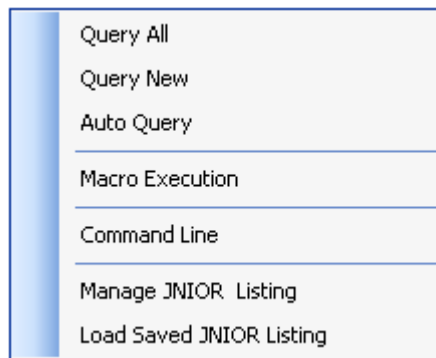 Query All
Query New
Auto Query
Macro Execution
Command Line
Manage JNIOR  Listing
Load Saved JNIOR Listing